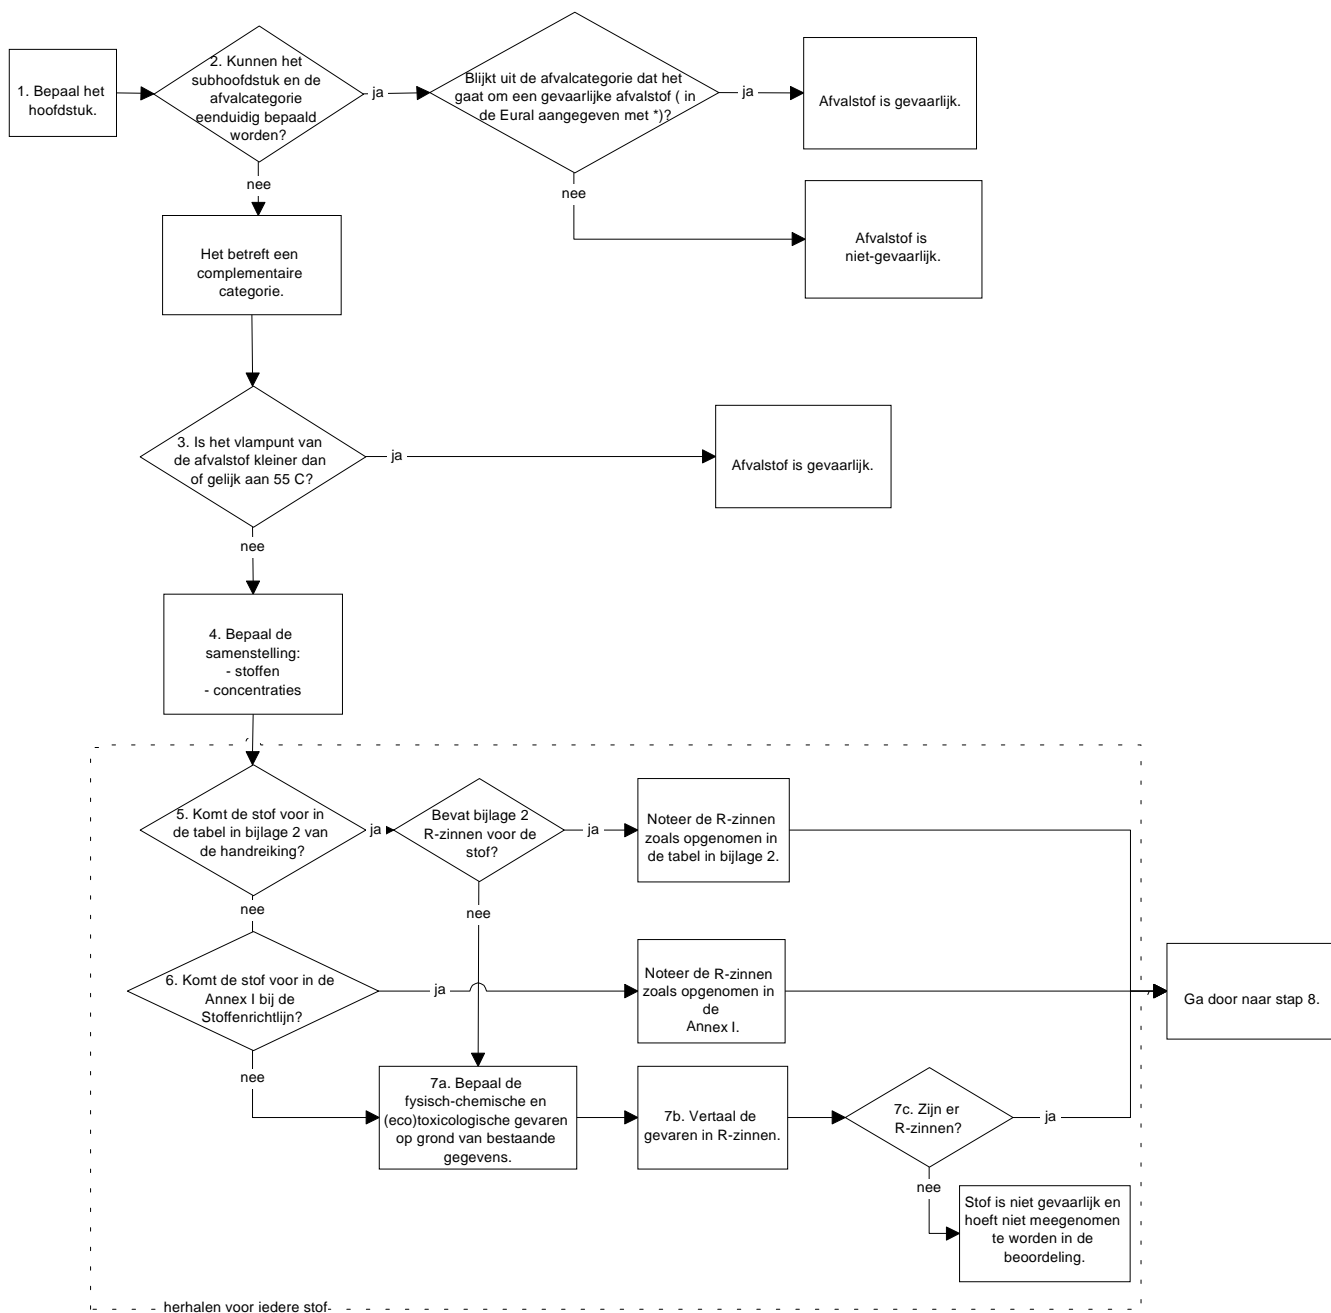 1. Bepaal het
hoofdstuk.
2. Kunnen het
subhoofdstuk en de
afvalcategorie
eenduidig bepaald
worden?
ja
Blijkt uit de afvalcategorie dat het
gaat om een gevaarlijke afvalstof ( in
de Eural aangegeven met *)?
ja
Afvalstof is gevaarlijk.
nee
nee
Afvalstof is
niet-gevaarlijk.
Het betreft een
complementaire
categorie.
3. Is het vlampunt van
de afvalstof kleiner dan
of gelijk aan 55 C?
ja
Afvalstof is gevaarlijk.
nee
4. Bepaal de
samenstelling:
- stoffen
- concentraties
5. Komt de stof voor in
de tabel in bijlage 2 van
de handreiking?
ja
Bevat bijlage 2
R-zinnen voor de
stof?
ja
Noteer de R-zinnen
zoals opgenomen in
de tabel in bijlage 2.
nee
nee
6. Komt de stof voor in de
Annex I bij de
Stoffenrichtlijn?
ja
Noteer de R-zinnen
zoals opgenomen in
de
Annex I.
Ga door naar stap 8.
nee
7a. Bepaal de
fysisch-chemische en
(eco)toxicologische gevaren
op grond van bestaande
gegevens.
7b. Vertaal de
gevaren in R-zinnen.
7c. Zijn er
R-zinnen?
ja
nee
Stof is niet gevaarlijk en
hoeft niet meegenomen
te worden in de
beoordeling.
herhalen voor iedere stof